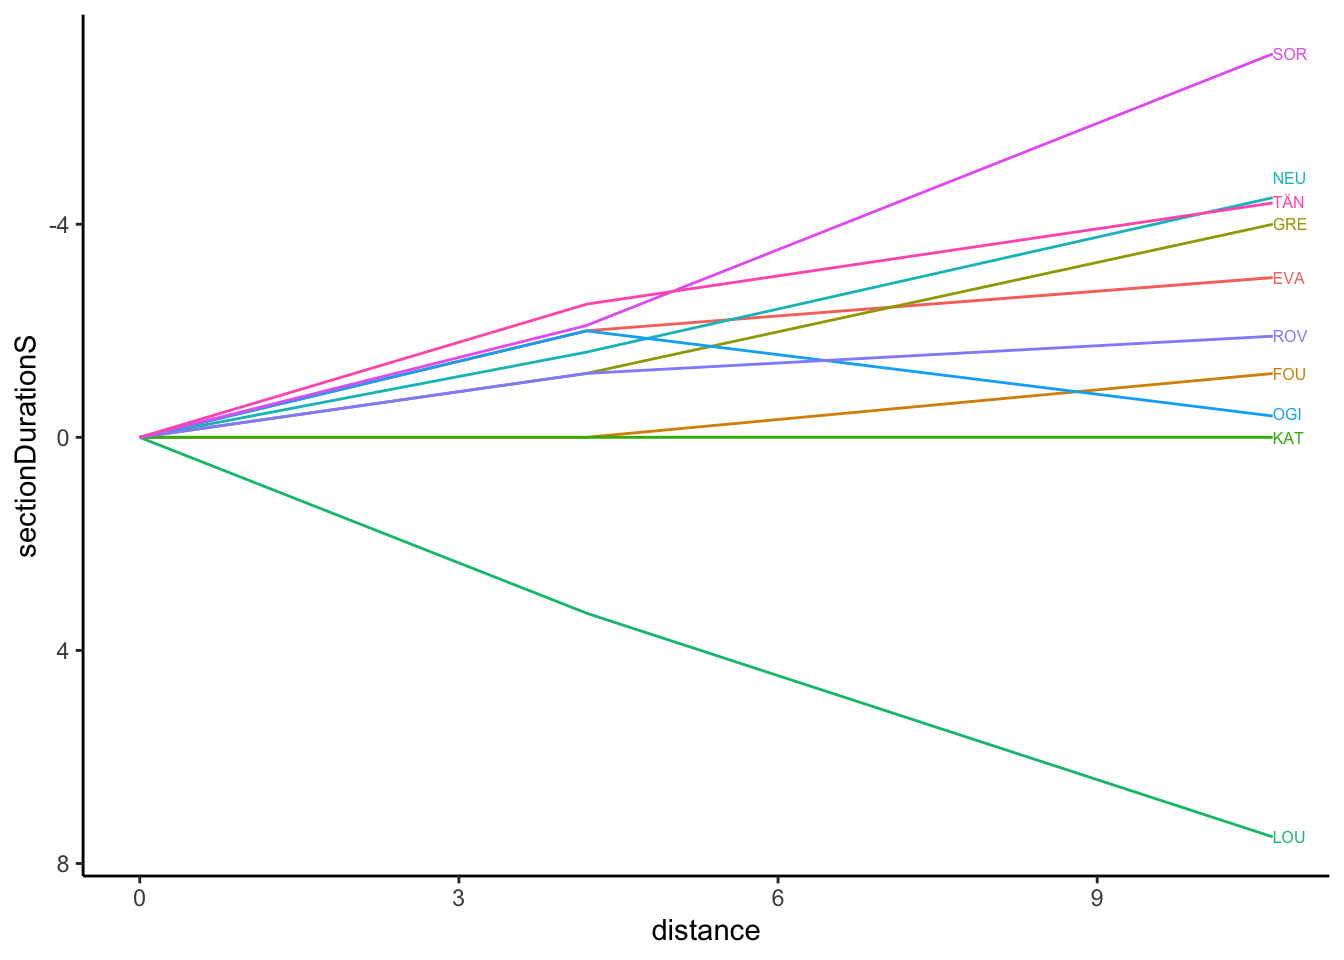 SOR
NEU
TÄN
GRE
EVA
ROV
FOU
OGI
KAT
LOU
-4
0
4
8
sectionDurationS
0 3 6 9
distance